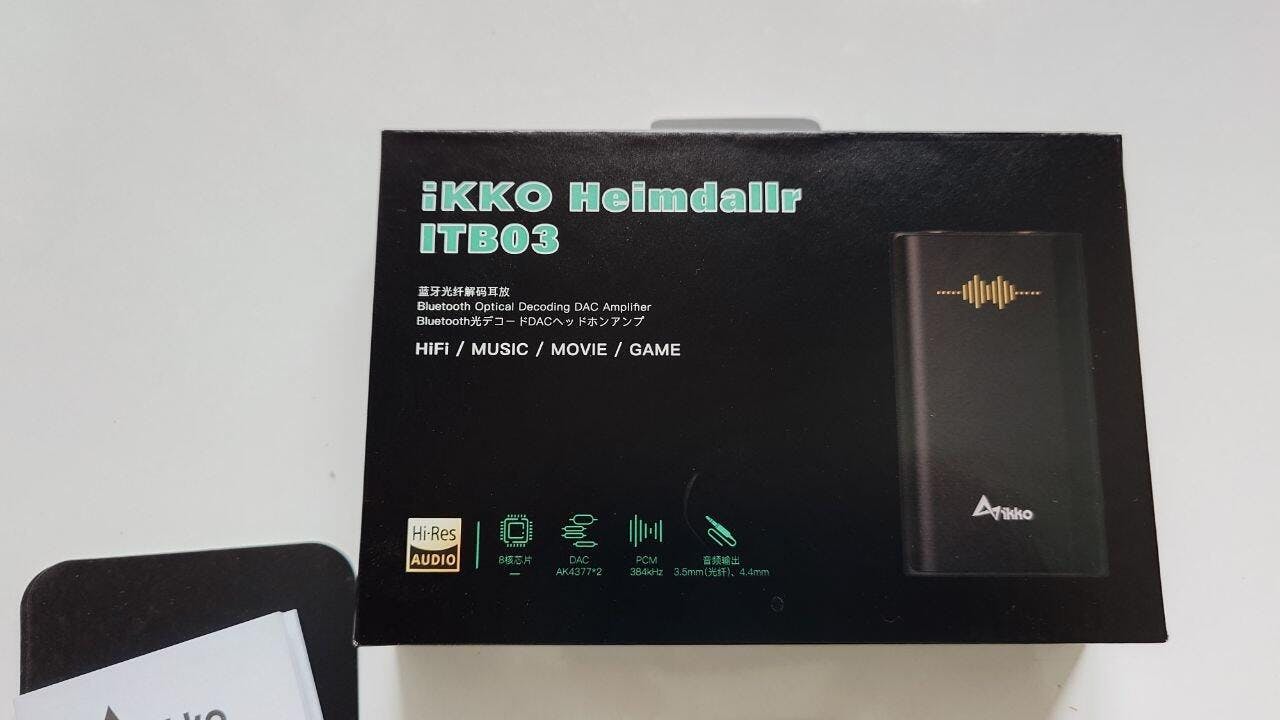 iKKO Heimdallr
ITB03
蓝牙光纤解码耳放
Bluetooth Optical Decoding DAC Amplifier
Bluetooth光デコードDACヘッドホンアンプ
HiFi / MUSIC / MOVIE / GAME
ikko
Hi-Res
AUDIO
8核芯片
DAC
AK4377*2
PCM
384kHz
音频输出
3.5mm(光纤)、4.4mm
ikko